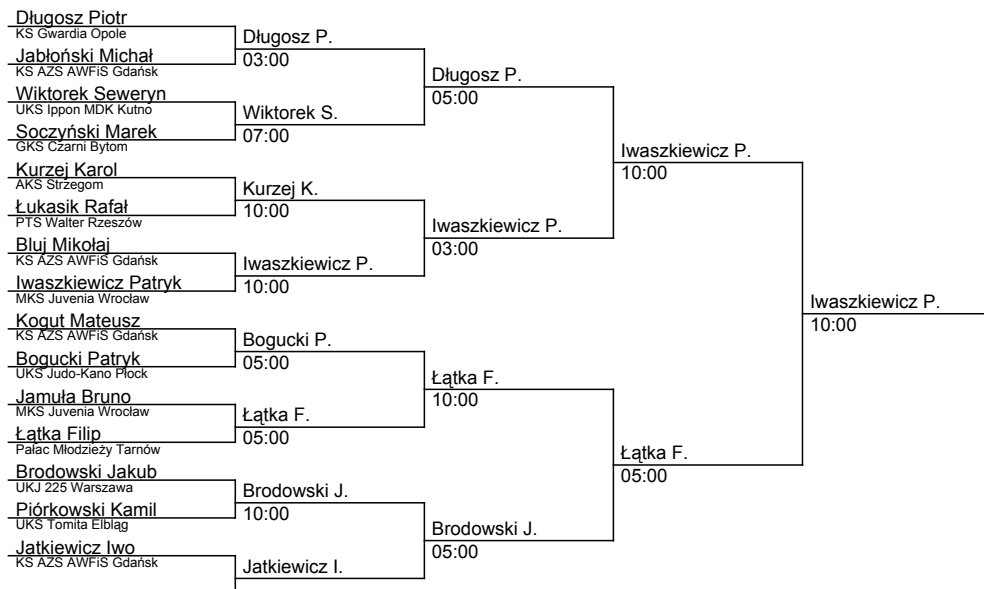 Długosz Piotr
KS Gwardia Opole
Jabłoński Michał
KS AZS AWFiS Gdańsk
Wiktorek Seweryn
UKS Ippon MDK Kutno
Soczyński Marek
GKS Czarni Bytom
Kurzej Karol
AKS Strzegom
Łukasik Rafał
PTS Walter Rzeszów
Bluj Mikołaj
KS AZS AWFiS Gdańsk
Iwaszkiewicz Patryk
MKS Juvenia Wrocław
Kogut Mateusz
KS AZS AWFiS Gdańsk
Bogucki Patryk
UKS Judo-Kano Płock
Jamuła Bruno
MKS Juvenia Wrocław
Łątka Filip
Pałac Młodzieży Tarnów
Brodowski Jakub
UKJ 225 Warszawa
Piórkowski Kamil
UKS Tomita Elbląg
Jatkiewicz Iwo
KS AZS AWFiS Gdańsk
Długosz P.
03:00
Wiktorek S.
07:00
Kurzej K.
10:00
Iwaszkiewicz P.
10:00
Bogucki P.
05:00
Łątka F.
05:00
Brodowski J.
10:00
Jatkiewicz I.
Długosz P.
05:00
Iwaszkiewicz P.
03:00
Łątka F.
10:00
Brodowski J.
05:00
Iwaszkiewicz P.
10:00
Łątka F.
05:00
Iwaszkiewicz P.
10:00